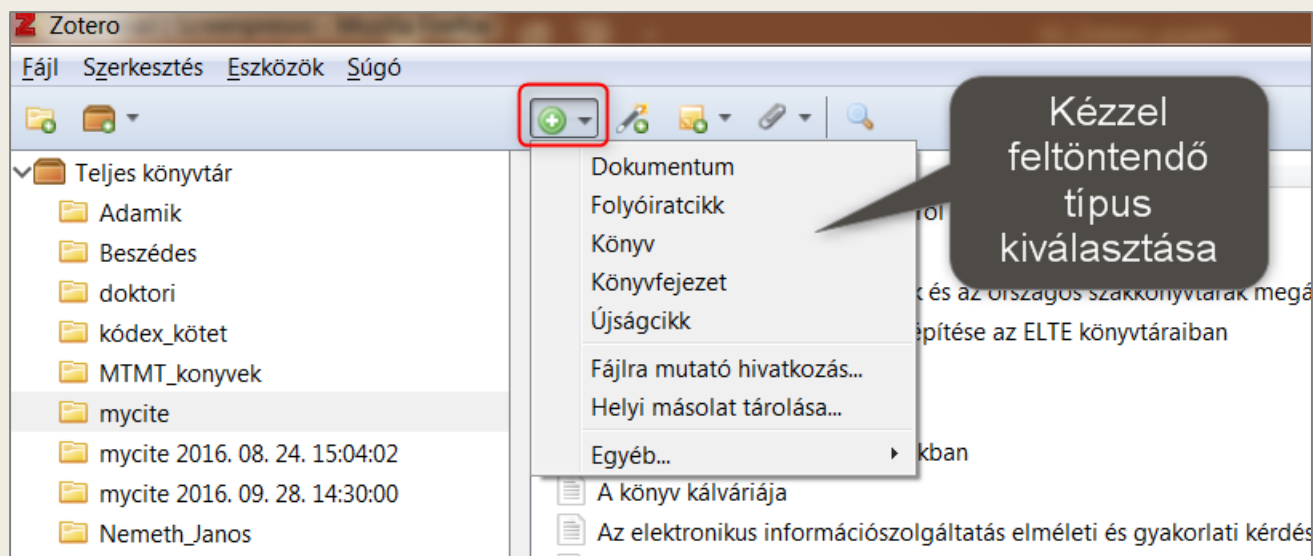 Zotero
Fájl Szerkesztés Eszközök Súgó
Kézzel
feltöntendő
típus
kiválasztása
Teljes könyvtár
Adamik
Beszédes
doktori
kódex_kötet
MTMT_konyvek
mycite
mycite 2016. 08. 24. 15:04:02
mycite 2016. 09. 28. 14:30:00
Nemeth_Janos
Dokumentum
Folyóiratcikk
Könyv
Könyvfejezet
Újságcikk
Fájlra mutató hivatkozás...
Helyi másolat tárolása...
Egyéb...
és az országos szakkönyvtárak megá
építése az ELTE könyvtáraiban
kban
A könyv kálváriája
Az elektronikus információszolgáltatás elméleti és gyakorlati kérdés